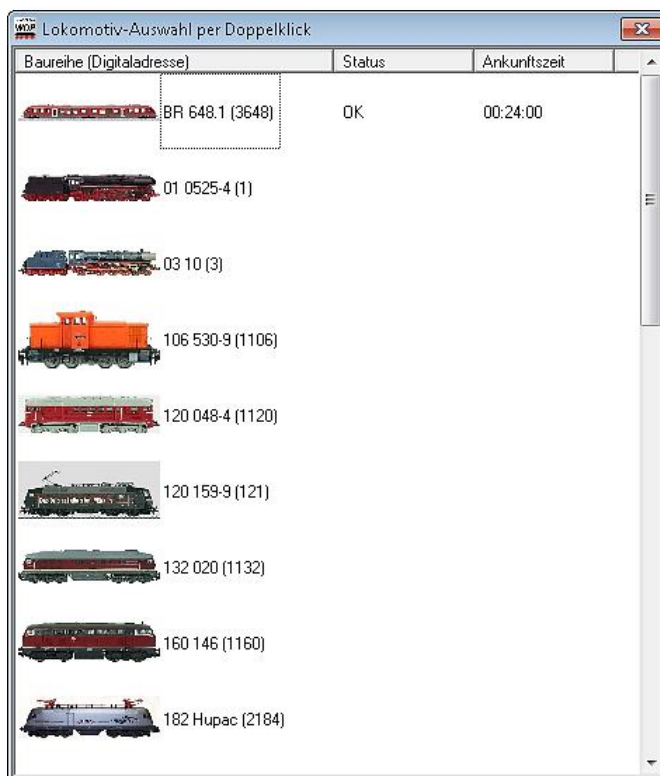 WDP Lokomotiv-Auswahl per Doppelklick
Baureihe (Digitaladresse) Status Ankunftszeit
BR 648.1 (3648) OK 00:24:00
01 0525-4 (1)
03 10 (3)
106 530-9 (1106)
120 048-4 (1120)
120 159-9 (121)
132 020 (1132)
160 146 (1160)
182 Hupac (2184)